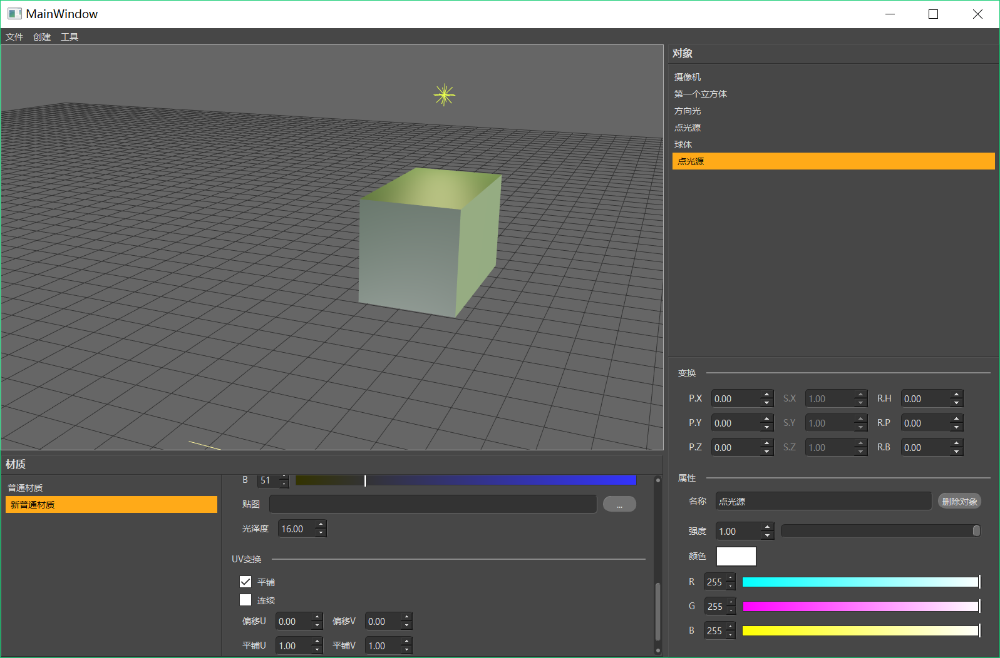 MainWindow
文件 创建 工具
对象
摄像机
第一个立方体
方向光
点光源
球体
点光源
变换
P.X 0.00 S.X 1.00 R.H 0.00
P.Y 0.00 S.Y 1.00 R.P 0.00
P.Z 0.00 S.Z 1.00 R.B 0.00
属性
名称 点光源 删除对象
强度 1.00
颜色
R 255
G 255
B 255
材质
普通材质
新普通材质
B 51
贴图 ...
光泽度 16.00
UV变换
平铺
连续
偏移U 0.00 偏移V 0.00
平铺U 1.00 平铺V 1.00